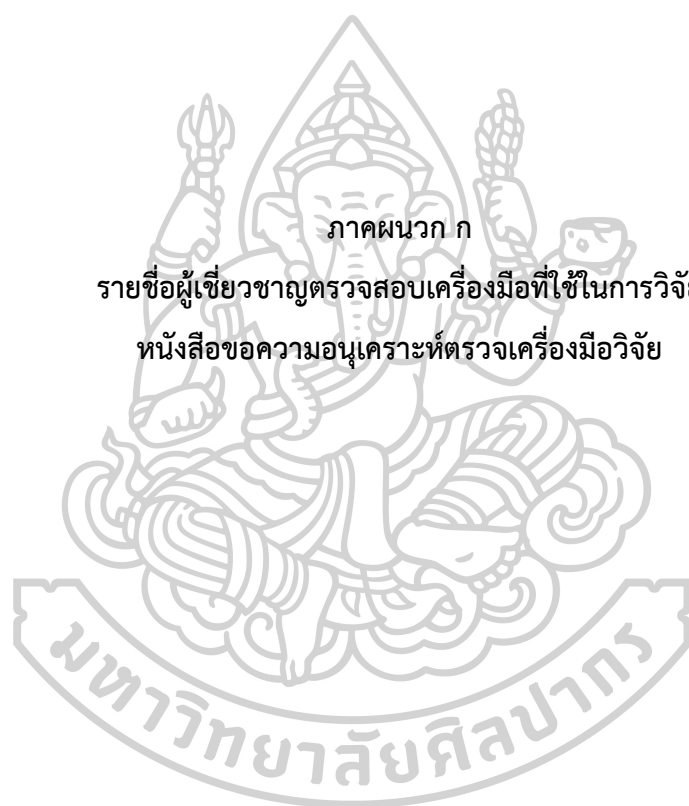 ภาคผนวก ก
รายชื่อผู้เชี่ยวชาญตรวจสอบเครื่องมือที่ใช้ในการวิจัย
หนังสือขอความอนุเคราะห์ตรวจเครื่องมือวิจัย
มหาวิทยาลัยศิลปากร